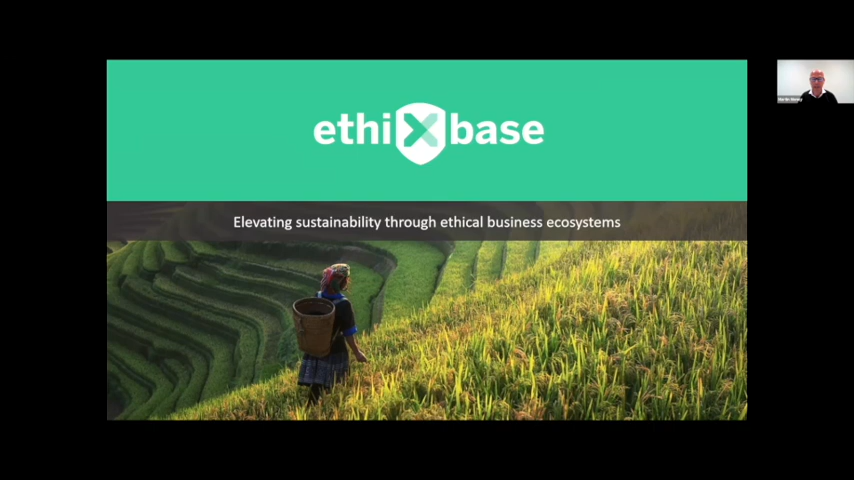 ethiXbase
Elevating sustainability through ethical business ecosystems